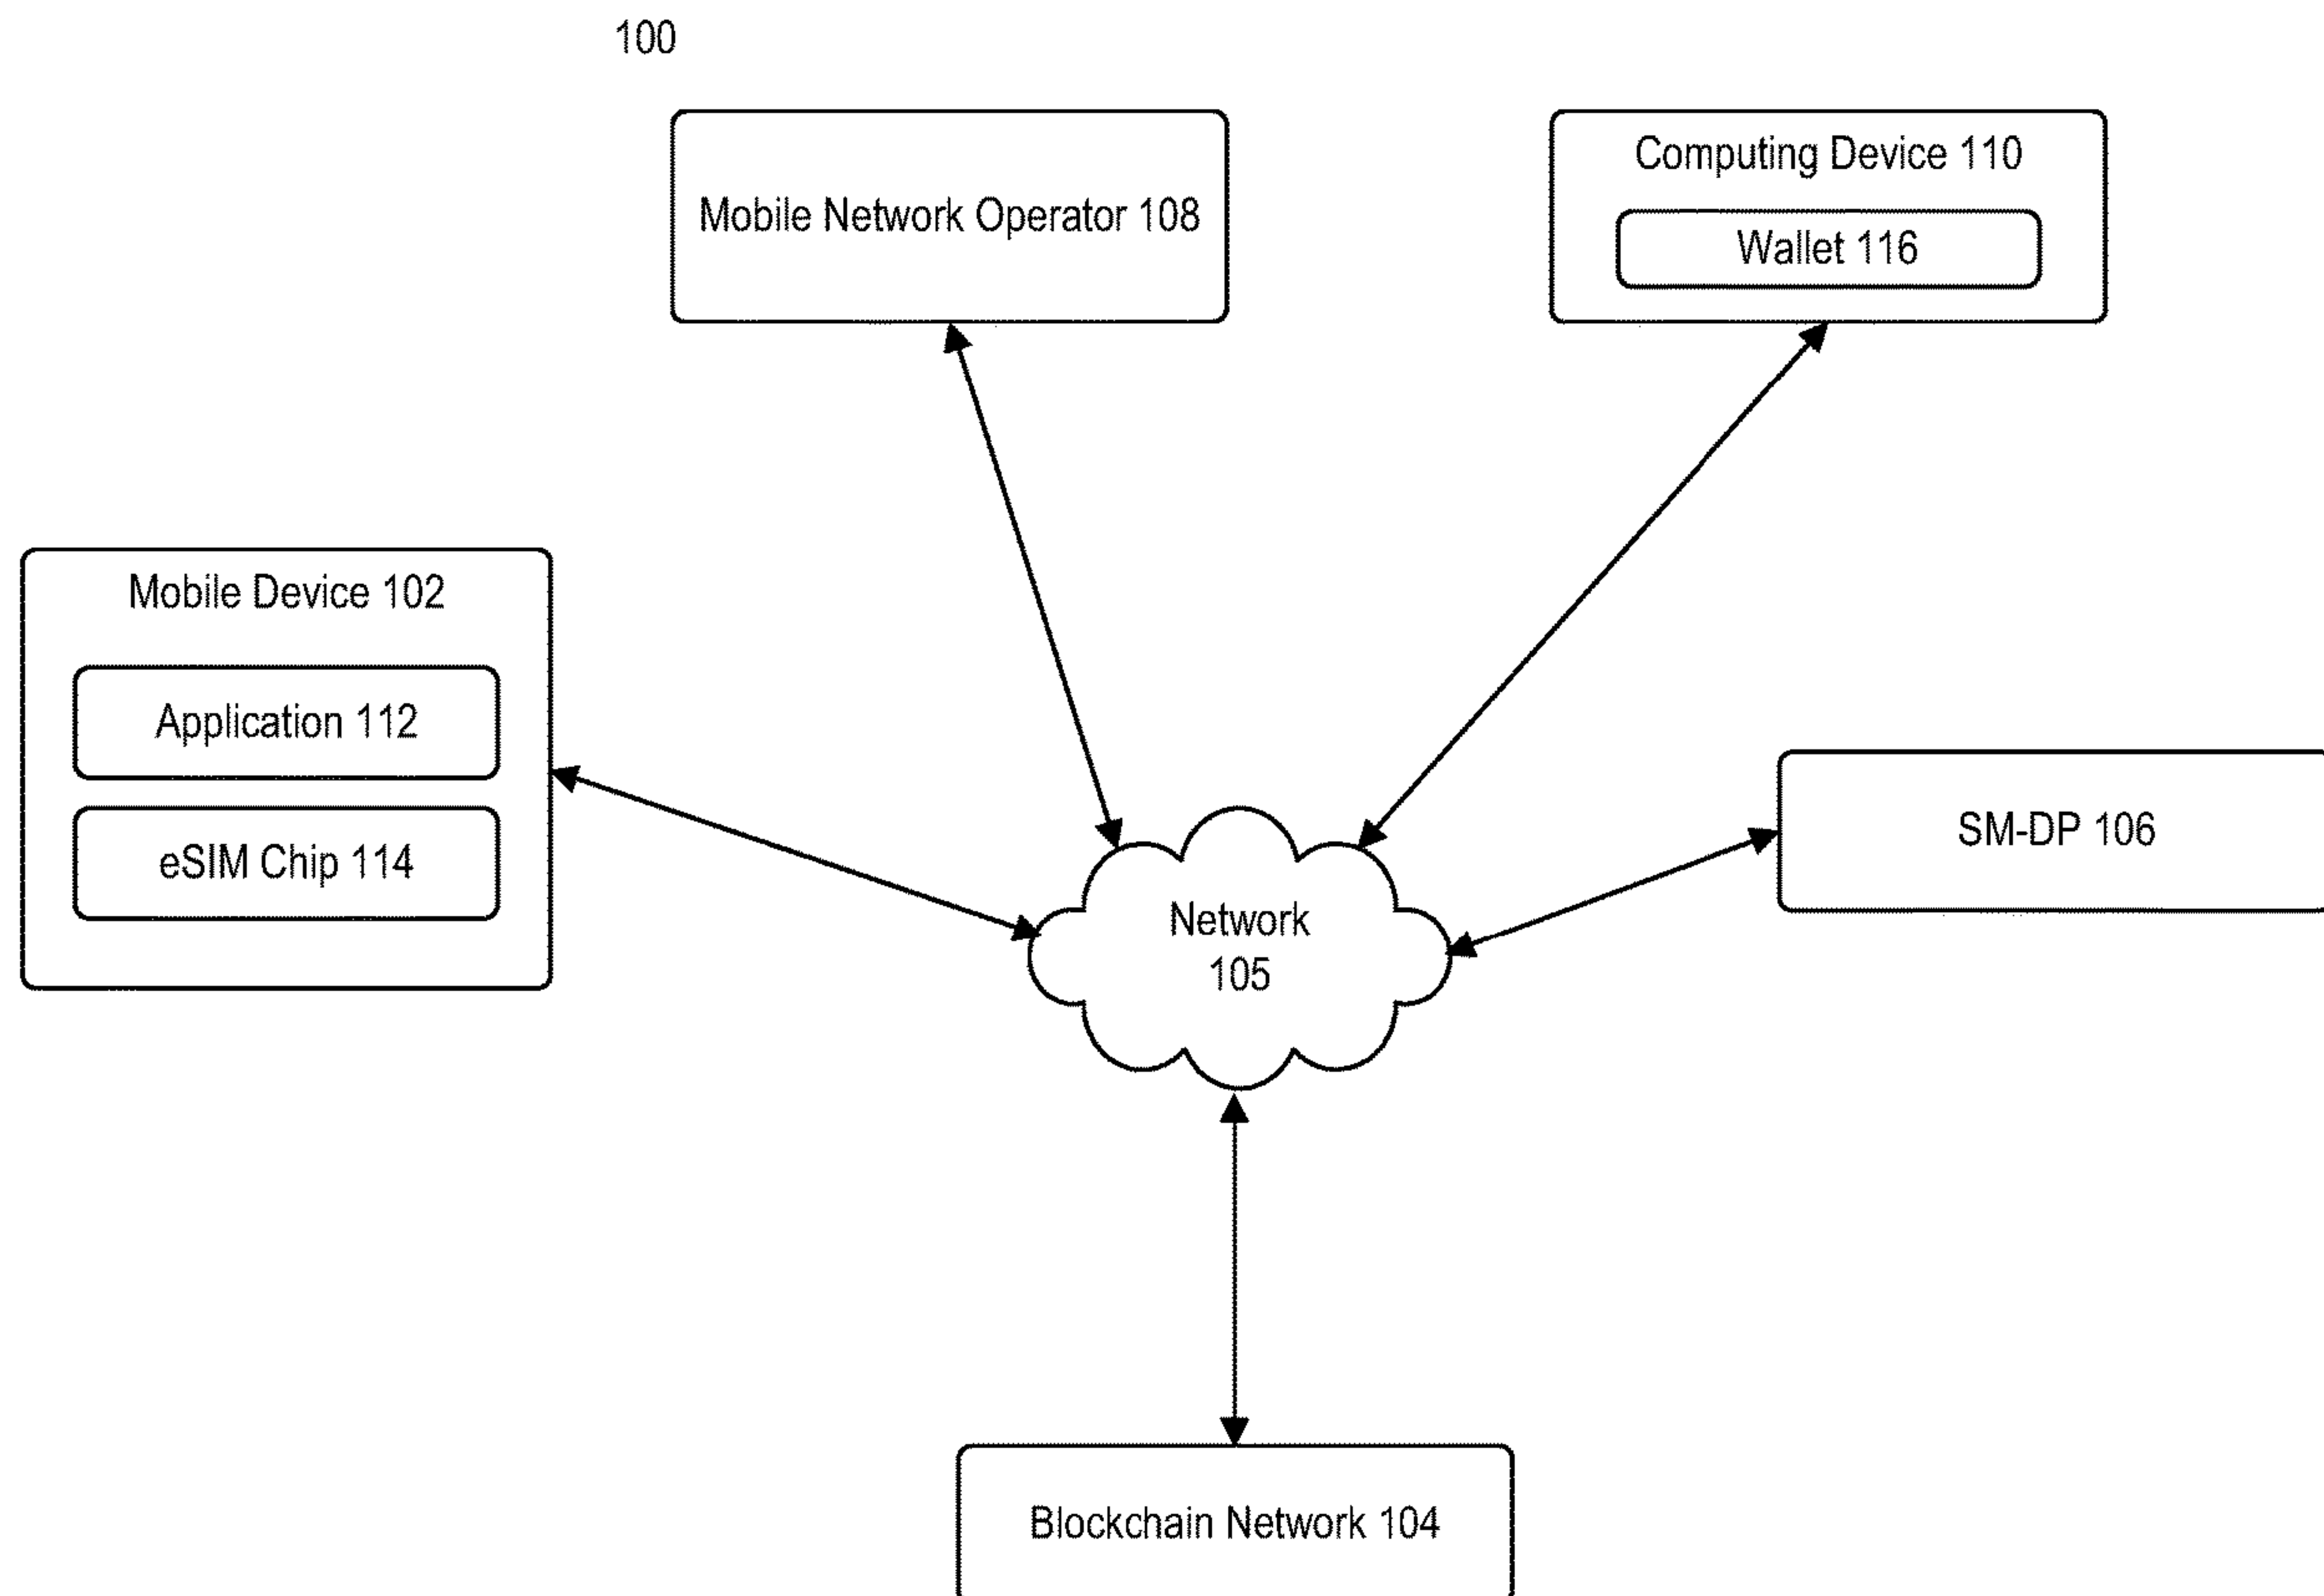 100
Mobile Network Operator 108
Computing Device 110
Wallet 116
Mobile Device 102
Application 112
eSIM Chip 114
Network
105
SM-DP 106
Blockchain Network 104